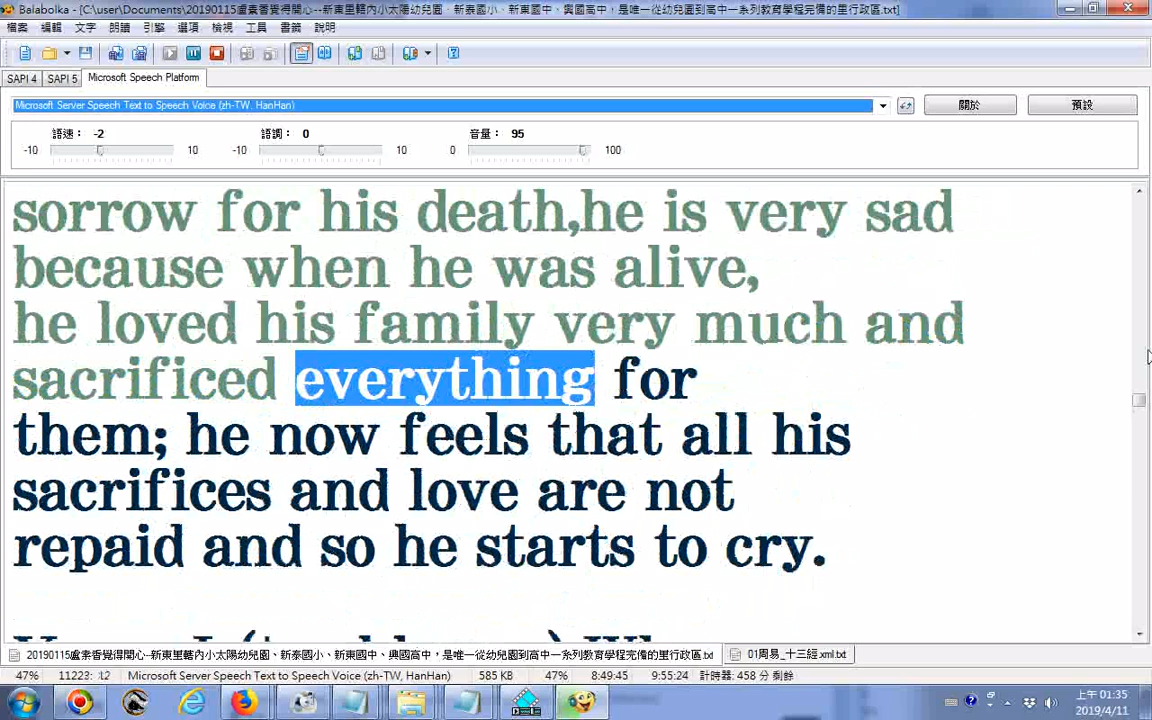 Balabolka - [C:\user\Documents\20190115盧素香覺得開心--新東里轄內小太陽幼兒園、新泰國小、新東國中、興國高中，是唯一從幼兒園到高中一系列教育學程完備的里行政區.txt]
檔案 編輯 文字 朗讀 引擎 選項 檢視 工具 書籤 說明
SAPI 4 SAPI 5 Microsoft Speech Platform
Microsoft Server Speech Text to Speech Voice (zh-TW, HanHan) 關於 預設
語速： -2 語調： 0 音量： 95
-10 10 -10 10 0 100
sorrow for his death,he is very sad
because when he was alive,
he loved his family very much and
sacrificed everything for
them; he now feels that all his
sacrifices and love are not
repaid and so he starts to cry.
20190115盧素香覺得開心--新東里轄內小太陽幼兒園、新泰國小、新東國中、興國高中，是唯一從幼兒園到高中一系列教育學程完備的里行政區.txt 01周易_十三經.xml.txt
47% 11223: 12 Microsoft Server Speech Text to Speech Voice (zh-TW, HanHan) 585 KB 47% 8:49:45 9:55:24 計時器: 458 分 剩餘
上午 01:35
2019/4/11